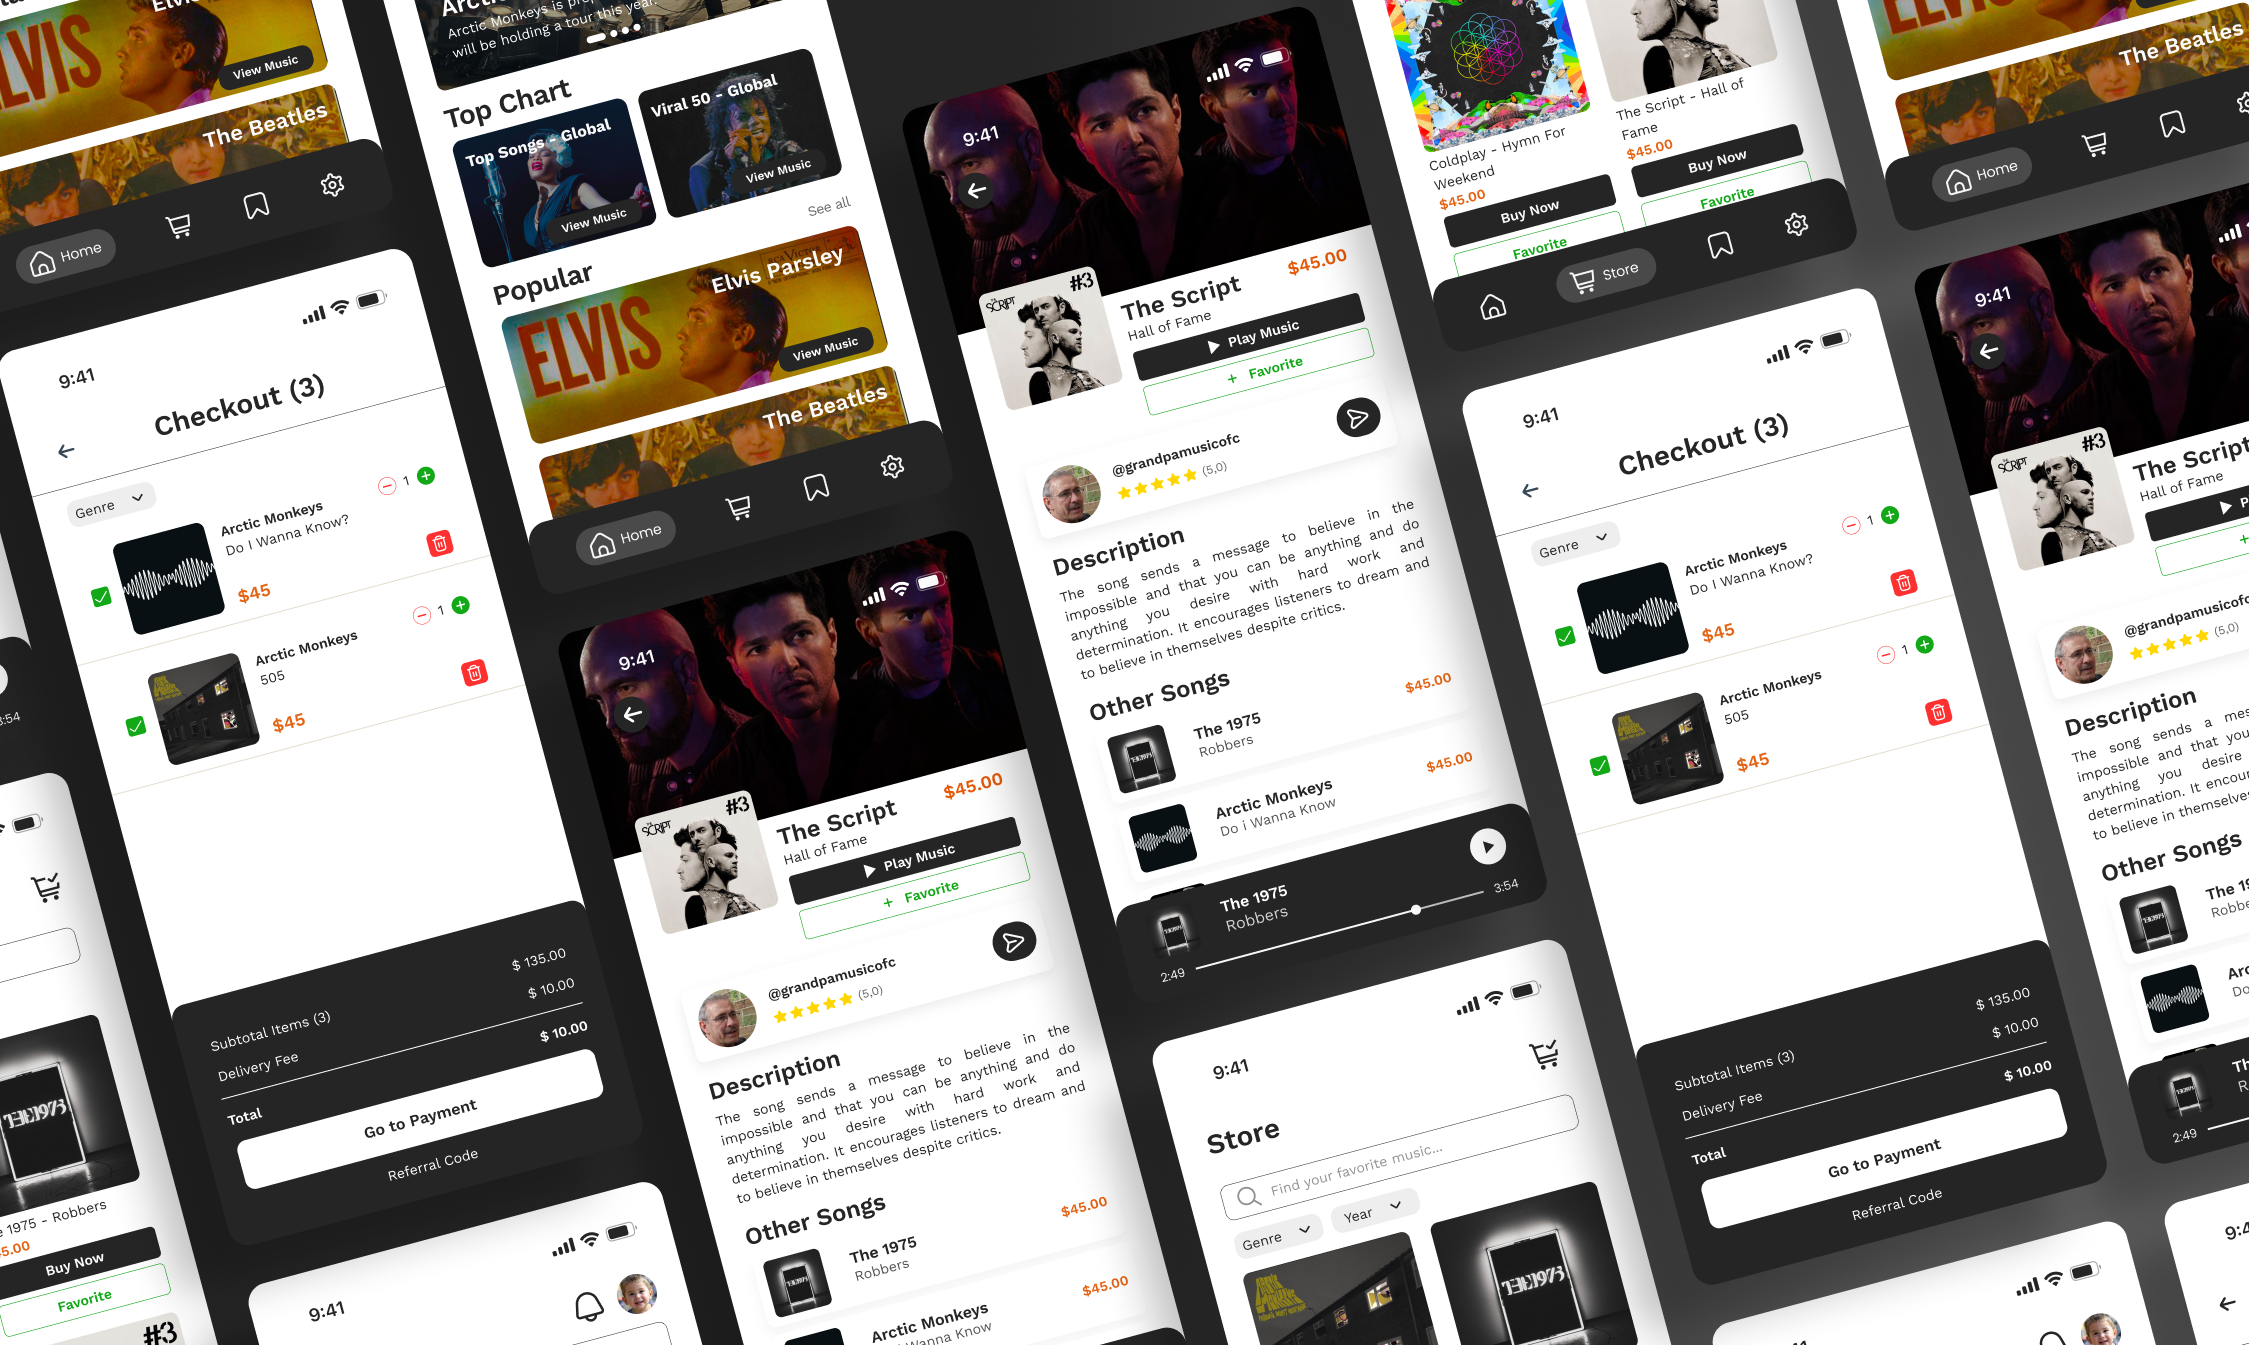 Elvis
ELVIS
View Music
The Beatles
Home
9:41
Checkout (3)
Genre
Arctic Monkeys
Do I Wanna Know?
1
$45
Arctic Monkeys
505
1
$45
Subtotal Items (3)
$ 135.00
Delivery Fee
$ 10.00
Total
$ 10.00
Go to Payment
Referral Code
3:54
THE1975
1975 - Robbers
Buy Now
Favorite
#3
9:41
Arctic Monkeys is
will be holding a tour this year.
Top Chart
Top Songs - Global
View Music
Viral 50 - Global
View Music
See all
Popular
ELVIS
Elvis Parsley
View Music
The Beatles
Home
9:41
THE SCRIPT
#3
The Script
Hall of Fame
$45.00
Play Music
+ Favorite
@grandpamusicofc
(5,0)
Description
The song sends a message to believe in the
impossible and that you can be anything and do
anything you desire with hard work and
determination. It encourages listeners to dream and
to believe in themselves despite critics.
Other Songs
The 1975
Robbers
$45.00
Arctic Monkeys
Wanna Know
$45.00
9:41
THE SCRIPT
#3
The Script
Hall of Fame
$45.00
Play Music
+ Favorite
@grandpamusicofc
(5,0)
Description
The song sends a message to believe in the
impossible and that you can be anything and do
anything you desire with hard work and
determination. It encourages listeners to dream and
to believe in themselves despite critics.
Other Songs
The 1975
Robbers
$45.00
Arctic Monkeys
Do i Wanna Know
$45.00
The 1975
Robbers
2:49
3:54
9:41
Store
Find your favorite music...
Genre
Year
ARCTIC MONKEYS
THE1975
Coldplay - Hymn For
Weekend
$45.00
Buy Now
Favorite
The Script - Hall of
Fame
$45.00
Buy Now
Favorite
Store
9:41
Checkout (3)
Genre
Arctic Monkeys
Do I Wanna Know?
1
$45
Arctic Monkeys
505
1
$45
Subtotal Items (3)
$ 135.00
Delivery Fee
$ 10.00
Total
$ 10.00
Go to Payment
Referral Code
The Beatles
Home
9:41
THE SCRIPT
#3
The Script
Hall of Fame
+
@grandpamusicofc
(5,0)
Description
The song sends a
impossible and that you
anything you
determination. It
to believe in themselves
Other Songs
The
Robbe
Do
2:49